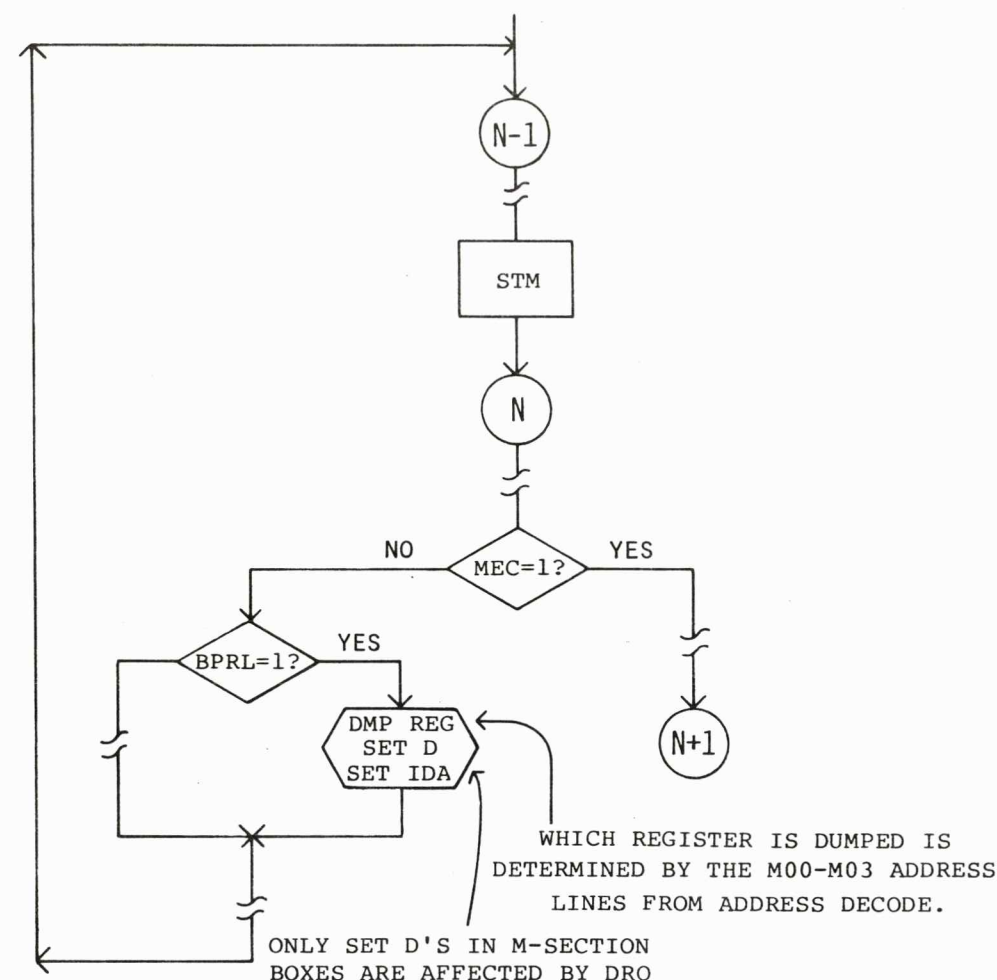 N-1
STM
N
NO
MEC=1?
YES
BPRL=1?
YES
DMP REG
SET D
SET IDA
N+1
WHICH REGISTER IS DUMPED IS
DETERMINED BY THE M00-M03 ADDRESS
LINES FROM ADDRESS DECODE.
ONLY SET D'S IN M-SECTION
BOXES ARE AFFECTED BY DRO